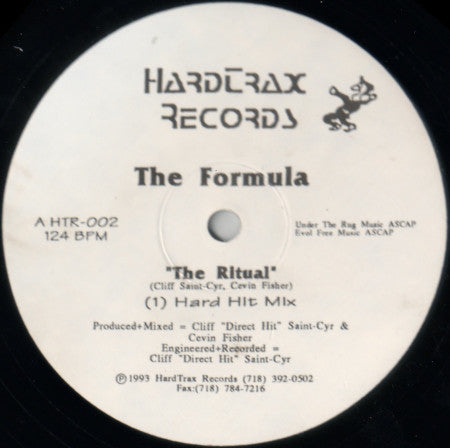 HARDTRAX
RECORDS
The Formula
A HTR-002
124 BPM
Under The Rug Music ASCAP
Evol Free Music ASCAP
"The Ritual"
(Cliff Saint-Cyr, Cevin Fisher)
(1) Hard Hit Mix
Produced+Mixed = Cliff "Direct Hit" Saint-Cyr &
Cevin Fisher
Engineered+Recorded =
Cliff "Direct Hit" Saint-Cyr
℗1993 HardTrax Records (718) 392-0502
Fax:(718) 784-7216